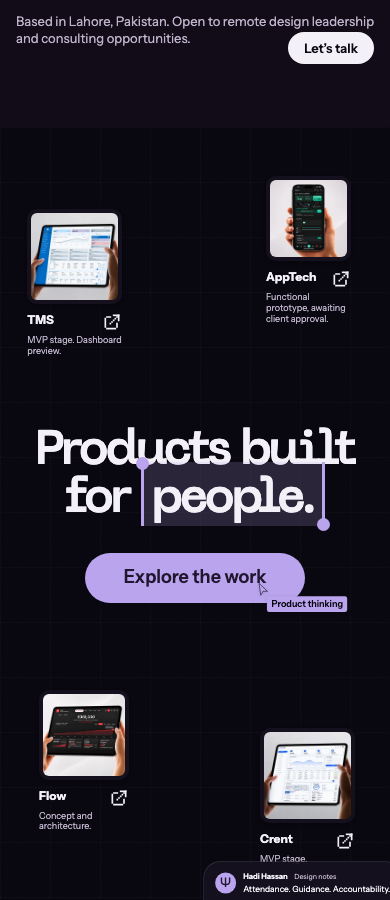 Based in Lahore, Pakistan. Open to remote design leadership
and consulting opportunities.
Let's talk
AppTech
Functional
prototype, awaiting
client approval.
TMS
MVP stage. Dashboard
preview.
Products built
for people.
Explore the work
Product thinking
Flow
Concept and
architecture.
Crent
MVP stage.
Hadi Hassan Design notes
Attendance. Guidance. Accountability.